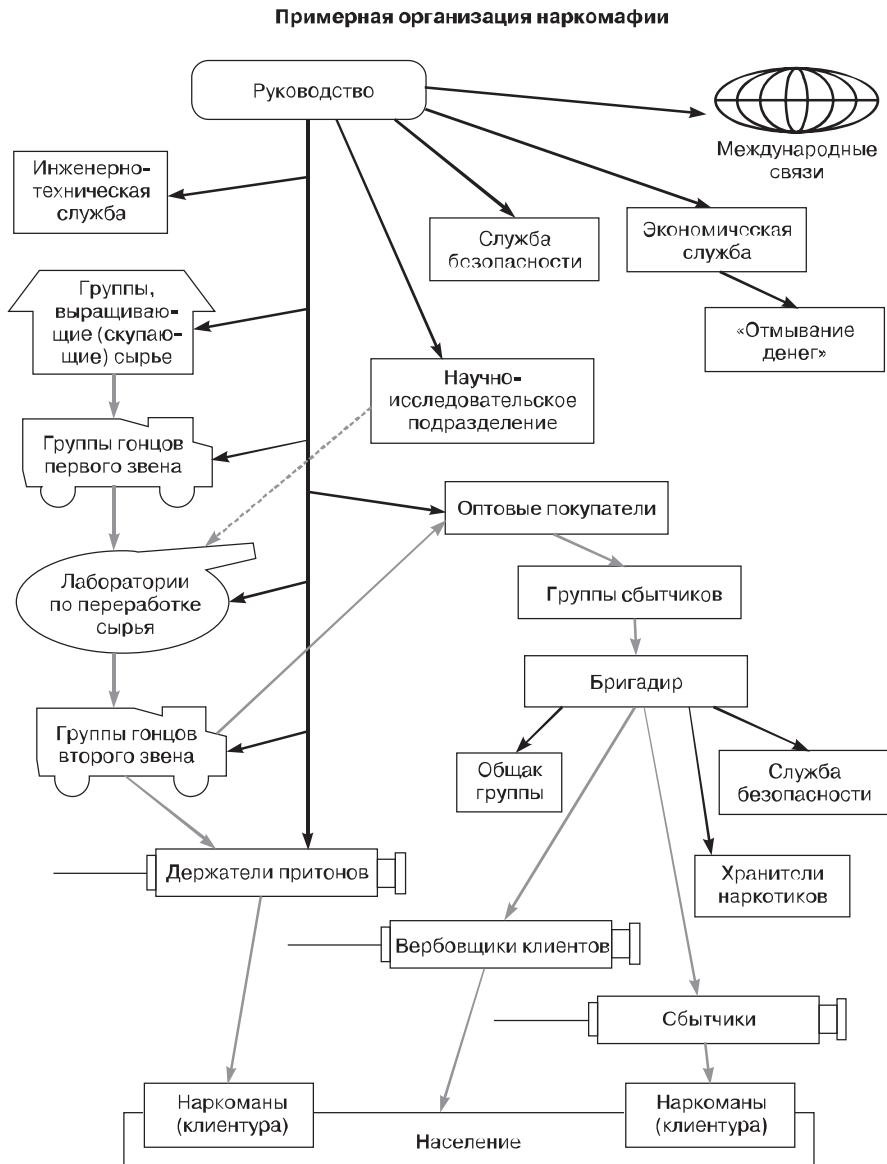 Примерная организация наркомафии
Руководство
Международные
связи
Инженерно-
техническая
служба
Служба
безопасности
Экономическая
служба
Группы,
выращиваю-
щие (скупаю-
щие) сырье
«Отмывание
денег»
Научно-
исследовательское
подразделение
Группы гонцов
первого звена
Оптовые покупатели
Лаборатории
по переработке
сырья
Группы сбытчиков
Бригадир
Группы гонцов
второго звена
Общак
группы
Служба
безопасности
Держатели притонов
Хранители
наркотиков
Вербовщики клиентов
Сбытчики
Наркоманы
(клиентура)
Наркоманы
(клиентура)
Население